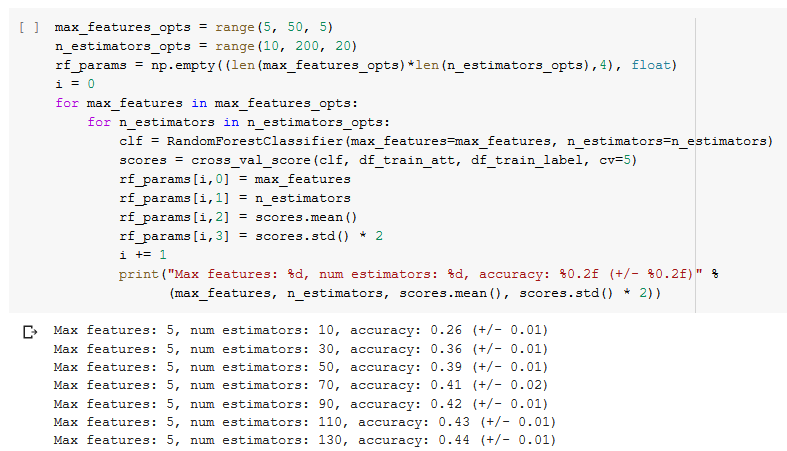 [ ] max_features_opts = range(5, 50, 5)
n_estimators_opts = range(10, 200, 20)
rf_params = np.empty((len(max_features_opts)*len(n_estimators_opts),4), float)
i = 0
for max_features in max_features_opts:
    for n_estimators in n_estimators_opts:
        clf = RandomForestClassifier(max_features=max_features, n_estimators=n_estimators)
        scores = cross_val_score(clf, df_train_att, df_train_label, cv=5)
        rf_params[i,0] = max_features
        rf_params[i,1] = n_estimators
        rf_params[i,2] = scores.mean()
        rf_params[i,3] = scores.std() * 2
        i += 1
        print("Max features: %d, num estimators: %d, accuracy: %0.2f (+/- %0.2f)" %
              (max_features, n_estimators, scores.mean(), scores.std() * 2))
Max features: 5, num estimators: 10, accuracy: 0.26 (+/- 0.01)
Max features: 5, num estimators: 30, accuracy: 0.36 (+/- 0.01)
Max features: 5, num estimators: 50, accuracy: 0.39 (+/- 0.01)
Max features: 5, num estimators: 70, accuracy: 0.41 (+/- 0.02)
Max features: 5, num estimators: 90, accuracy: 0.42 (+/- 0.01)
Max features: 5, num estimators: 110, accuracy: 0.43 (+/- 0.01)
Max features: 5, num estimators: 130, accuracy: 0.44 (+/- 0.01)